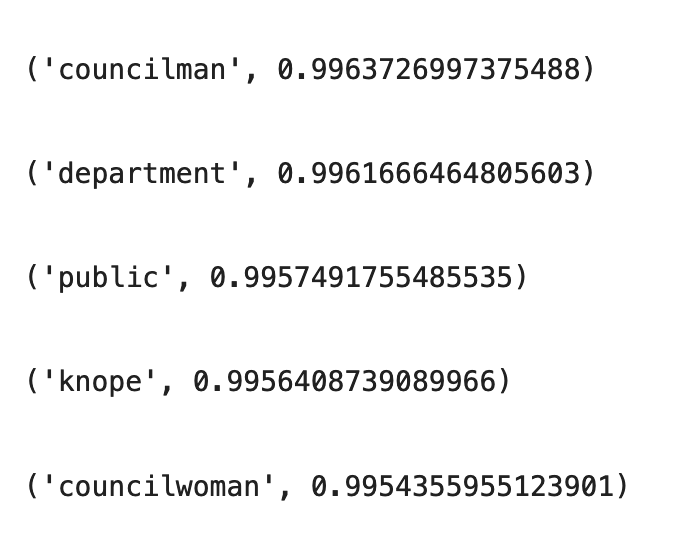 ('councilman', 0.9963726997375488)
('department', 0.9961666464805603)
('public', 0.9957491755485535)
('knope', 0.9956408739089966)
('councilwoman', 0.9954355955123901)